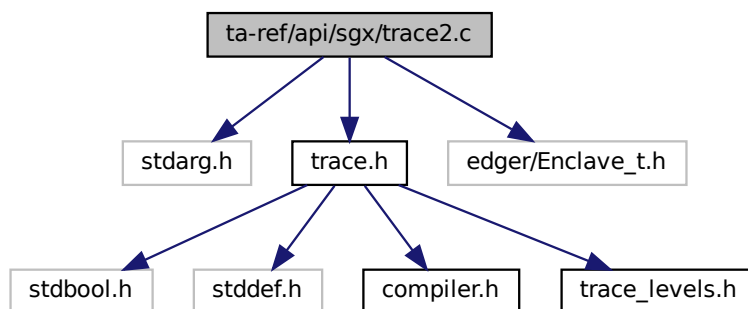 ta-ref/api/sgx/trace2.c
stdarg.h
trace.h
edger/Enclave_t.h
stdbool.h
stddef.h
compiler.h
trace_levels.h